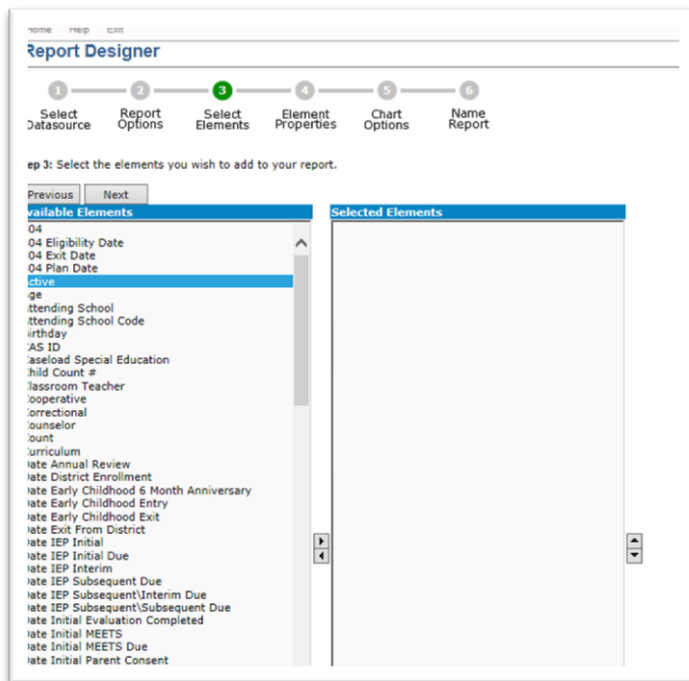 Home Help Exit
Report Designer
1 2 3 4 5 6
Select Datasource
Report Options
Select Elements
Element Properties
Chart Options
Name Report
ep 3: Select the elements you wish to add to your report.
Previous Next
vailable Elements
Selected Elements
04
04 Eligibility Date
04 Exit Date
04 Plan Date
ctive
ge
ttending School
ttending School Code
irthday
AS ID
aseload Special Education
hild Count #
lassroom Teacher
ooperative
orrectional
ounselor
ount
urriculum
ate Annual Review
ate District Enrollment
ate Early Childhood 6 Month Anniversary
ate Early Childhood Entry
ate Early Childhood Exit
ate Exit From District
ate IEP Initial
ate IEP Initial Due
ate IEP Interim
ate IEP Subsequent Due
ate IEP Subsequent\Interim Due
ate IEP Subsequent\Subsequent Due
ate Initial Evaluation Completed
ate Initial MEETS
ate Initial MEETS Due
ate Initial Parent Consent